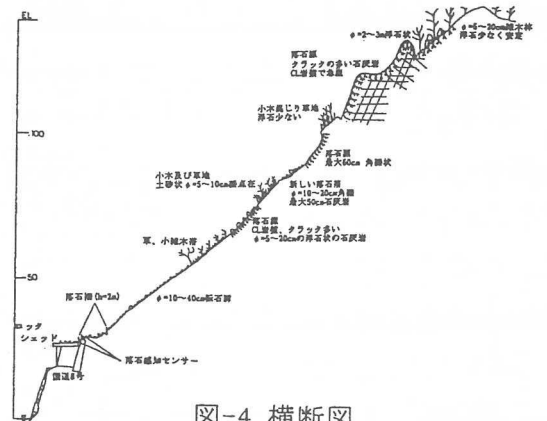 EL
φ=2〜3m浮石状
φ=5〜20cm雑木林
浮石少なく安定
落石源
クラックの多い石灰岩
CL岩盤で急崖
小木混じり草地
浮石少ない
100
落石源
最大60cm 角礫状
小木及び草地
土砂状 φ=5〜10cm礫点在
新しい落石源
φ=10〜20cm角礫
最大50cm石灰岩
落石源
CL岩盤、クラック多い
φ=5〜20cmの浮石状の石灰岩
草、小雑木帯
50
φ=10〜40cm転石群
落石柵(h=2m)
ロック
シェッド
落石感知センサー
国道8号
図-4 横断図